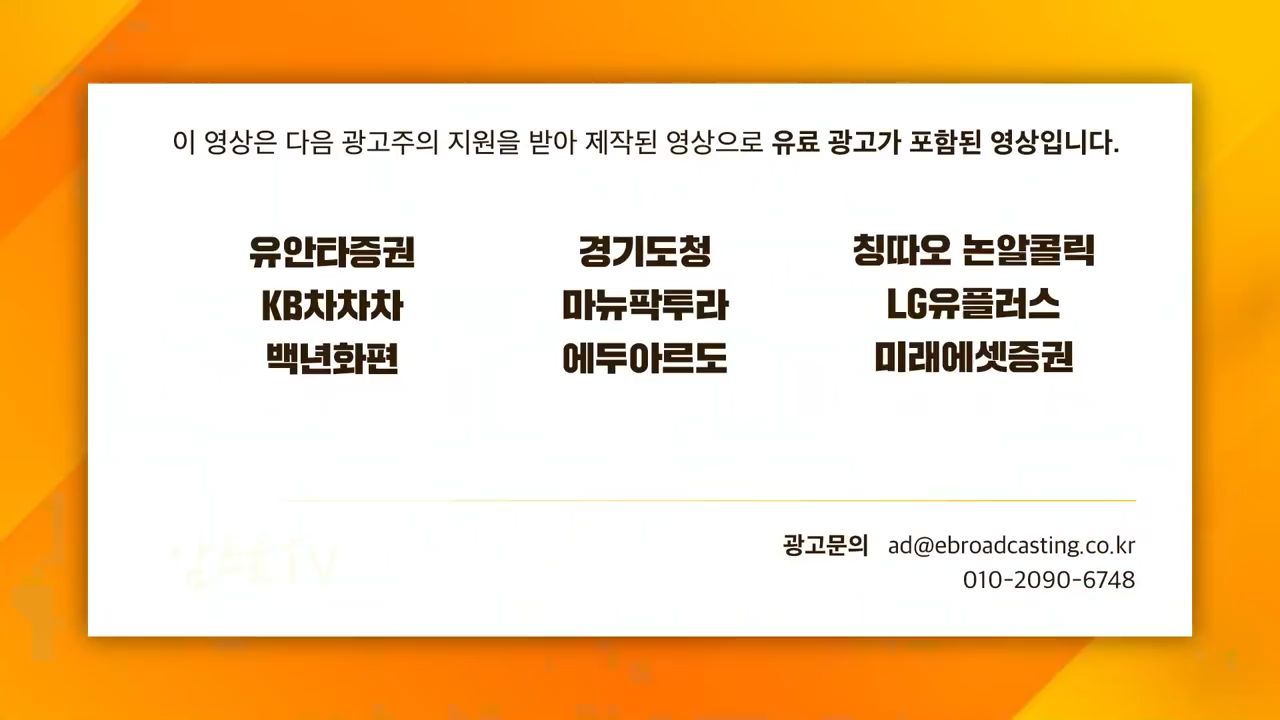 이 영상은 다음 광고주의 지원을 받아 제작된 영상으로 유료 광고가 포함된 영상입니다.
유안타증권 경기도청 칭따오 논알콜릭
KB차차차 마뉴팍투라 LG유플러스
백년화편 에두아르도 미래에셋증권
광고문의 ad@ebroadcasting.co.kr
010-2090-6748